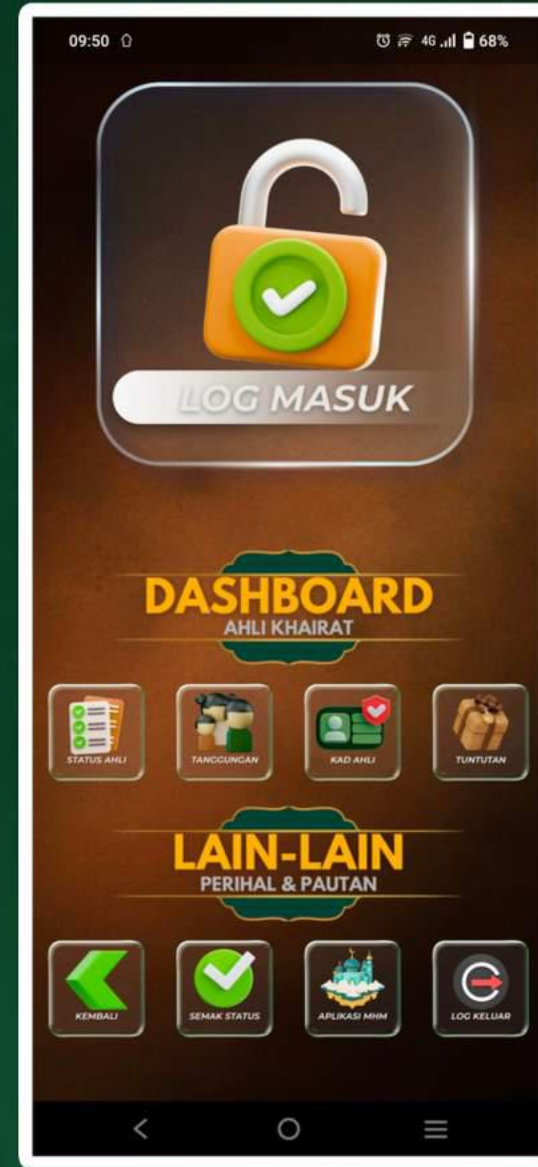 09:50
4G 68%
LOG MASUK
DASHBOARD
AHLI KHAIRAT
STATUS AHLI
TANGGUNGAN
KAD AHLI
TUNTUTAN
LAIN-LAIN
PERIHAL & PAUTAN
KEMBALI
SEMAK STATUS
APLIKASI MHM
LOG KELUAR